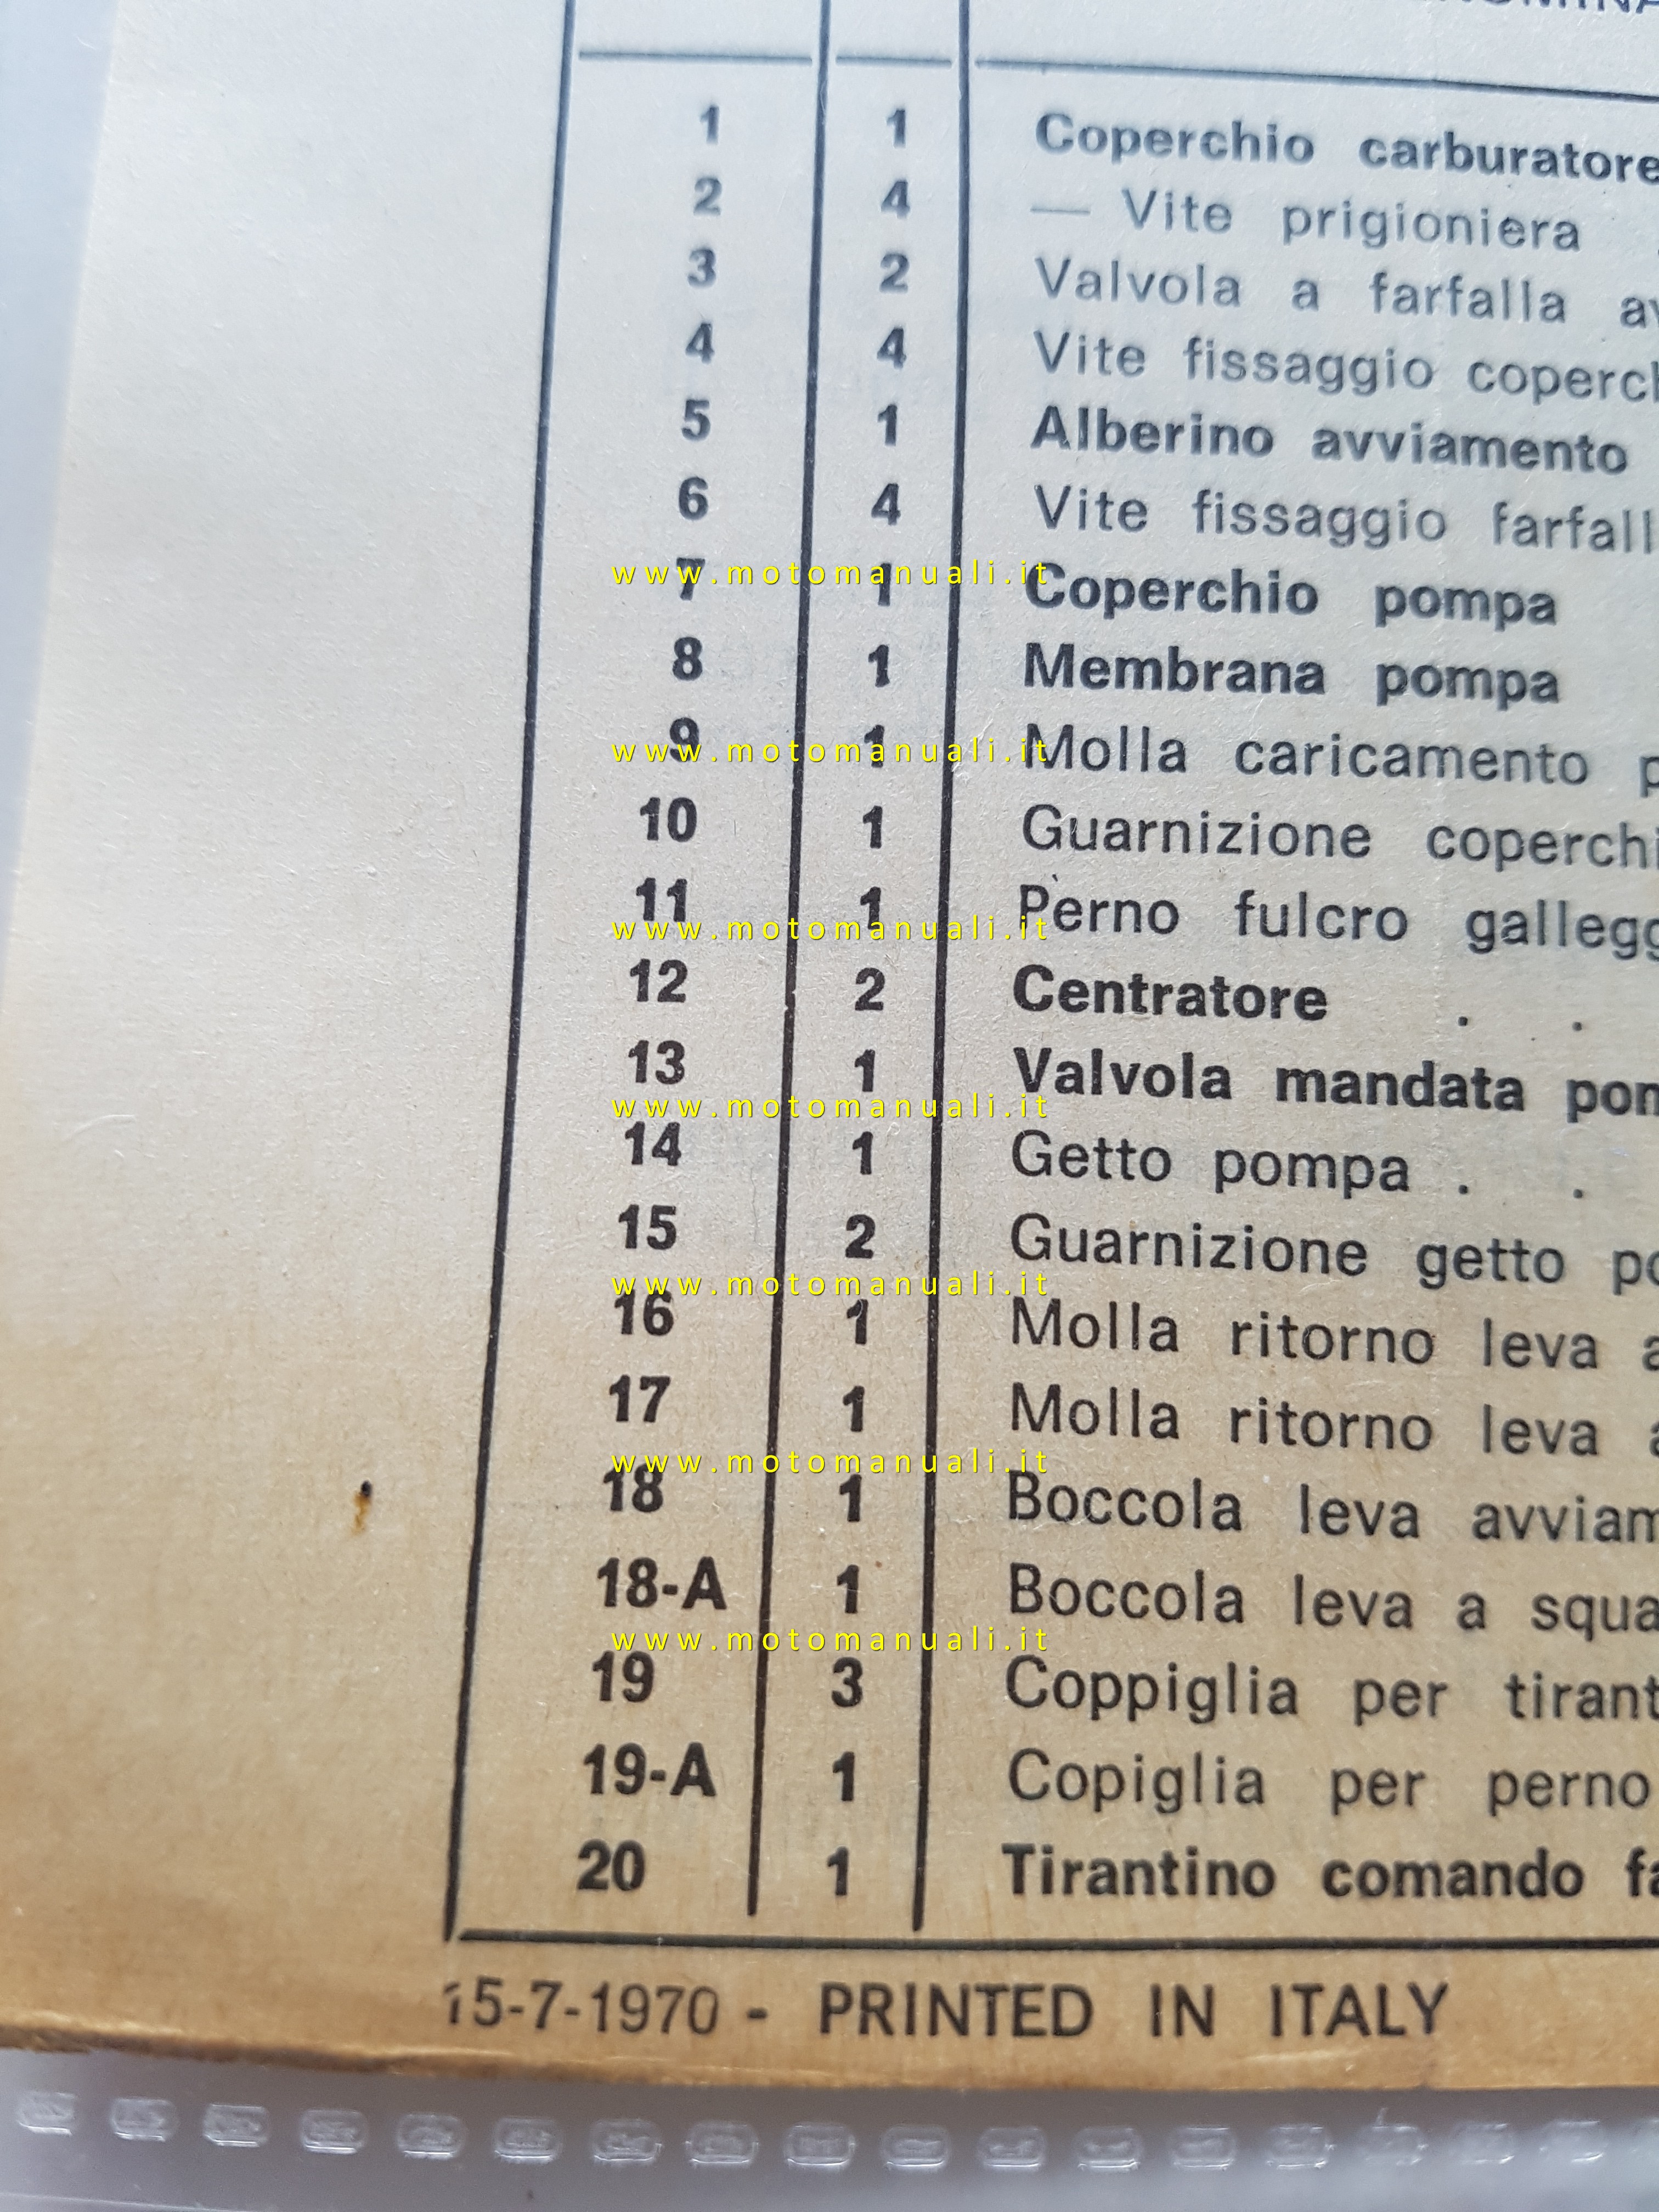 1 1 Coperchio carburatore
2 4 — Vite prigioniera
3 2 Valvola a farfalla
4 4 Vite fissaggio
5 1 Alberino avviamento
6 4 Vite fissaggio
www.motomanuali.it
7 1 Coperchio pompa
8 1 Membrana pompa
www.motomanuali.it
9 1 Molla caricamento
10 1 Guarnizione
11 1 Perno fulcro
www.motomanuali.it
12 2 Centratore . .
13 1 Valvola mandata
www.motomanuali.it
14 1 Getto pompa . .
15 2 Guarnizione getto
www.motomanuali.it
16 1 Molla ritorno leva
17 1 Molla ritorno leva
www.motomanuali.it
18 1 Boccola leva
18-A 1 Boccola leva a
www.motomanuali.it
19 3 Coppiglia per
19-A 1 Copiglia per perno
20 1 Tirantino comando
15-7-1970 - PRINTED IN ITALY